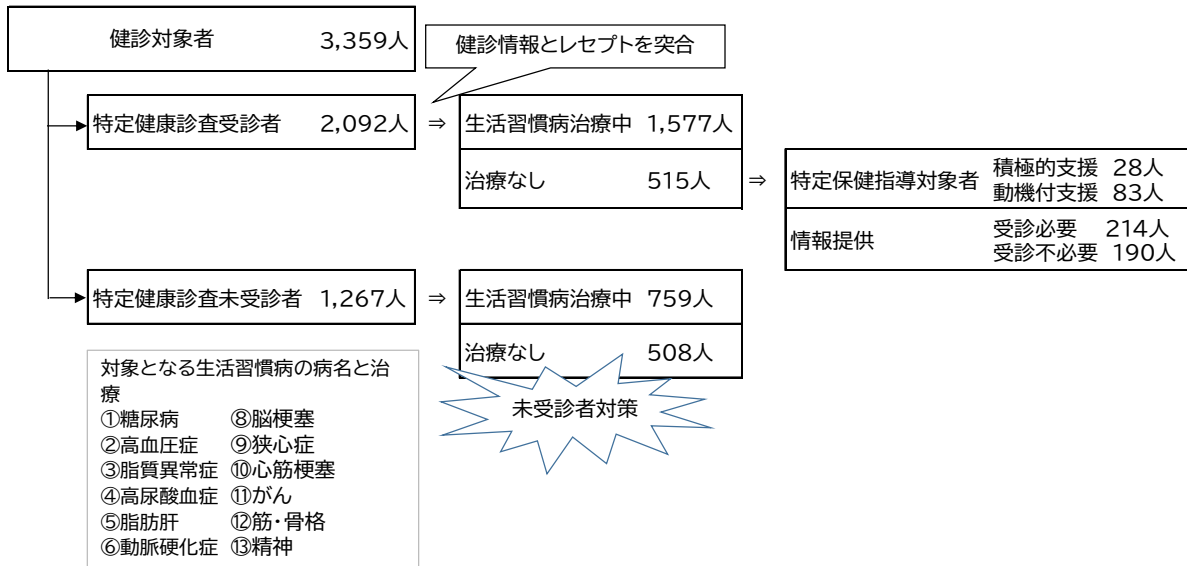 健診対象者 3,359人
健診情報とレセプトを突合
特定健康診査受診者 2,092人 ⇒ 生活習慣病治療中 1,577人
治療なし 515人 ⇒ 特定保健指導対象者 積極的支援 28人
動機付支援 83人
情報提供 受診必要 214人
受診不必要 190人
特定健康診査未受診者 1,267人 ⇒ 生活習慣病治療中 759人
治療なし 508人
未受診者対策
対象となる生活習慣病の病名と治
療
①糖尿病 ⑧脳梗塞
②高血圧症 ⑨狭心症
③脂質異常症 ⑩心筋梗塞
④高尿酸血症 ⑪がん
⑤脂肪肝 ⑫筋・骨格
⑥動脈硬化症 ⑬精神